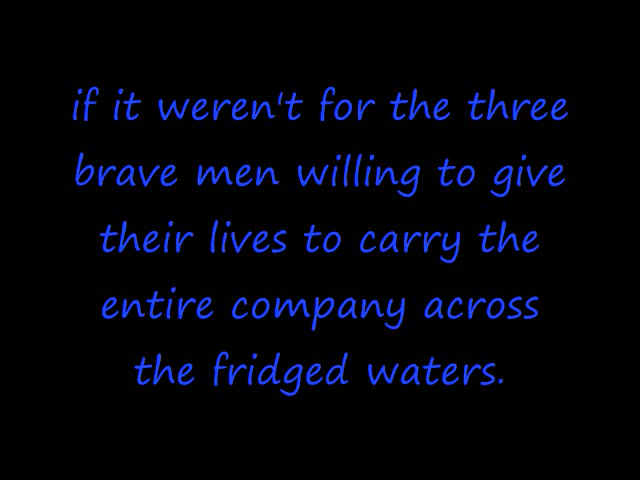 if it weren't for the three
brave men willing to give
their lives to carry the
entire company across
the fridged waters.